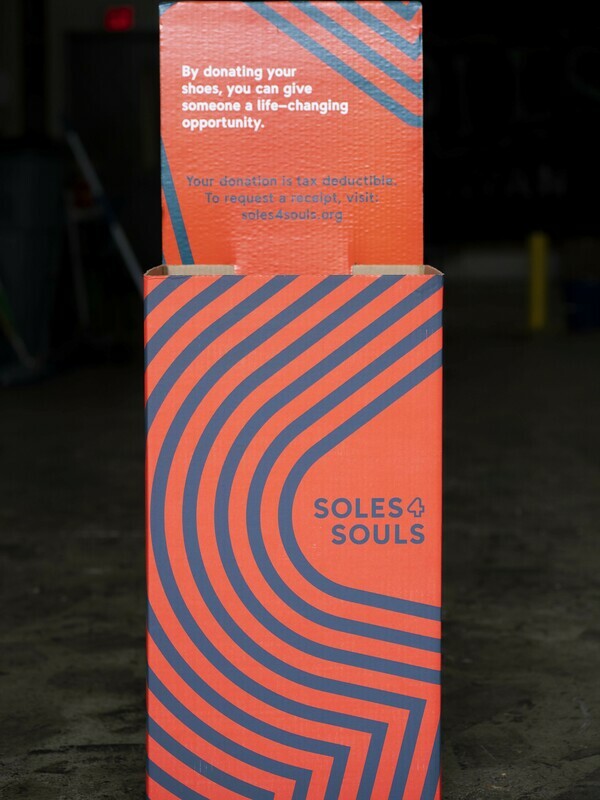 By donating your
shoes, you can give
someone a life–changing
opportunity.
Your donation is tax deductible.
To request a receipt, visit:
soles4souls.org
SOLES4
SOULS